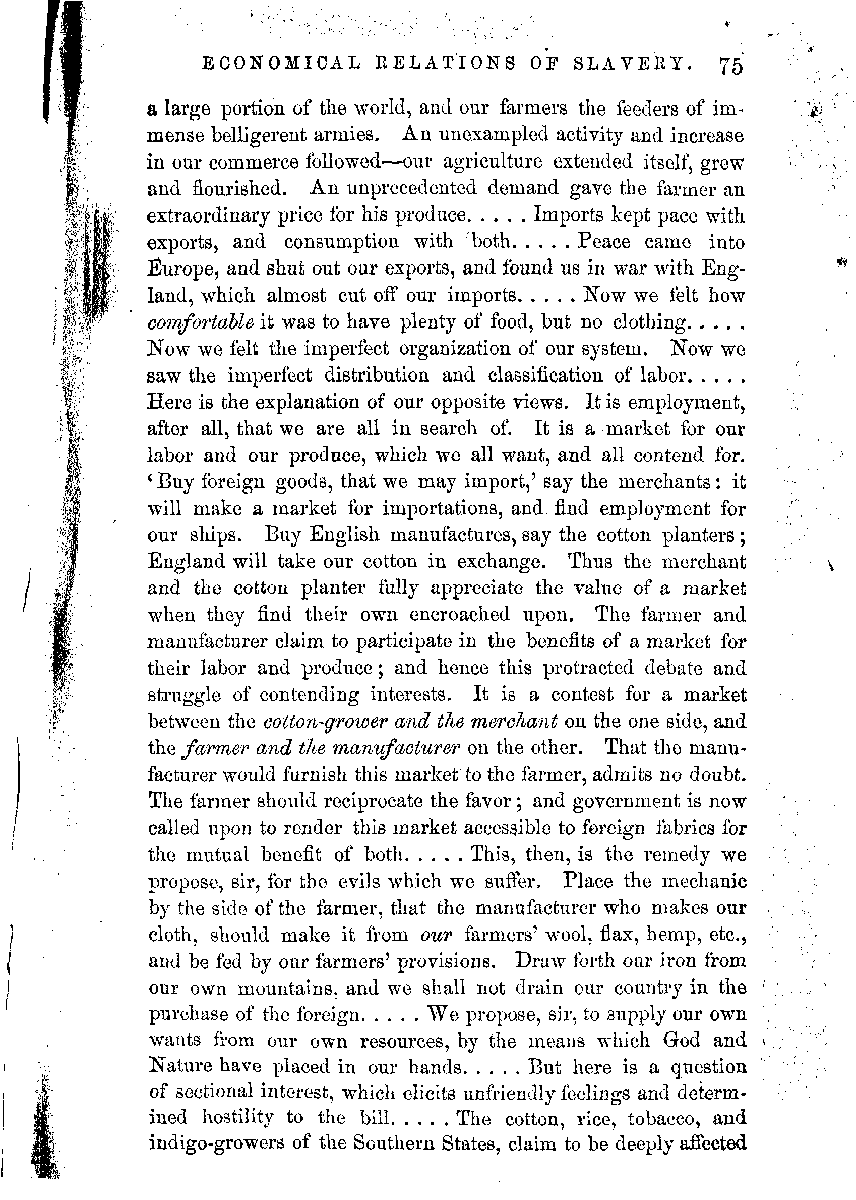 ECONOMICAL RELATIONS OF SLAVERY. 75
a large portion of the world, and our farmers the feeders of im-
mense belligerent armies. An unexampled activity and increase
in our commerce followed—our agriculture extended itself, grew
and flourished. An unprecedented demand gave the farmer an
extraordinary price for his produce. . . . . Imports kept pace with
exports, and consumption with both. . . . . Peace came into
Europe, and shut out our exports, and found us in war with Eng-
land, which almost cut off our imports. . . . . Now we felt how
comfortable it was to have plenty of food, but no clothing. . . . .
Now we felt the imperfect organization of our system. Now we
saw the imperfect distribution and classification of labor. . . . .
Here is the explanation of our opposite views. It is employment,
after all, that we are all in search of. It is a market for our
labor and our produce, which we all want, and all contend for.
‘Buy foreign goods, that we may import,’ say the merchants: it
will make a market for importations, and find employment for
our ships. Buy English manufactures, say the cotton planters;
England will take our cotton in exchange. Thus the merchant
and the cotton planter fully appreciate the value of a market
when they find their own encroached upon. The farmer and
manufacturer claim to participate in the benefits of a market for
their labor and produce; and hence this protracted debate and
struggle of contending interests. It is a contest for a market
between the cotton-grower and the merchant on the one side, and
the farmer and the manufacturer on the other. That the manu-
facturer would furnish this market to the farmer, admits no doubt.
The farmer should reciprocate the favor; and government is now
called upon to render this market accessible to foreign fabrics for
the mutual benefit of both. . . . . This, then, is the remedy we
propose, sir, for the evils which we suffer. Place the mechanic
by the side of the farmer, that the manufacturer who makes our
cloth, should make it from our farmers’ wool, flax, hemp, etc.,
and be fed by our farmers’ provisions. Draw forth our iron from
our own mountains, and we shall not drain our country in the
purchase of the foreign. . . . . We propose, sir, to supply our own
wants from our own resources, by the means which God and
Nature have placed in our hands. . . . . But here is a question
of sectional interest, which elicits unfriendly feelings and determ-
ined hostility to the bill. . . . . The cotton, rice, tobacco, and
indigo-growers of the Southern States, claim to be deeply affected